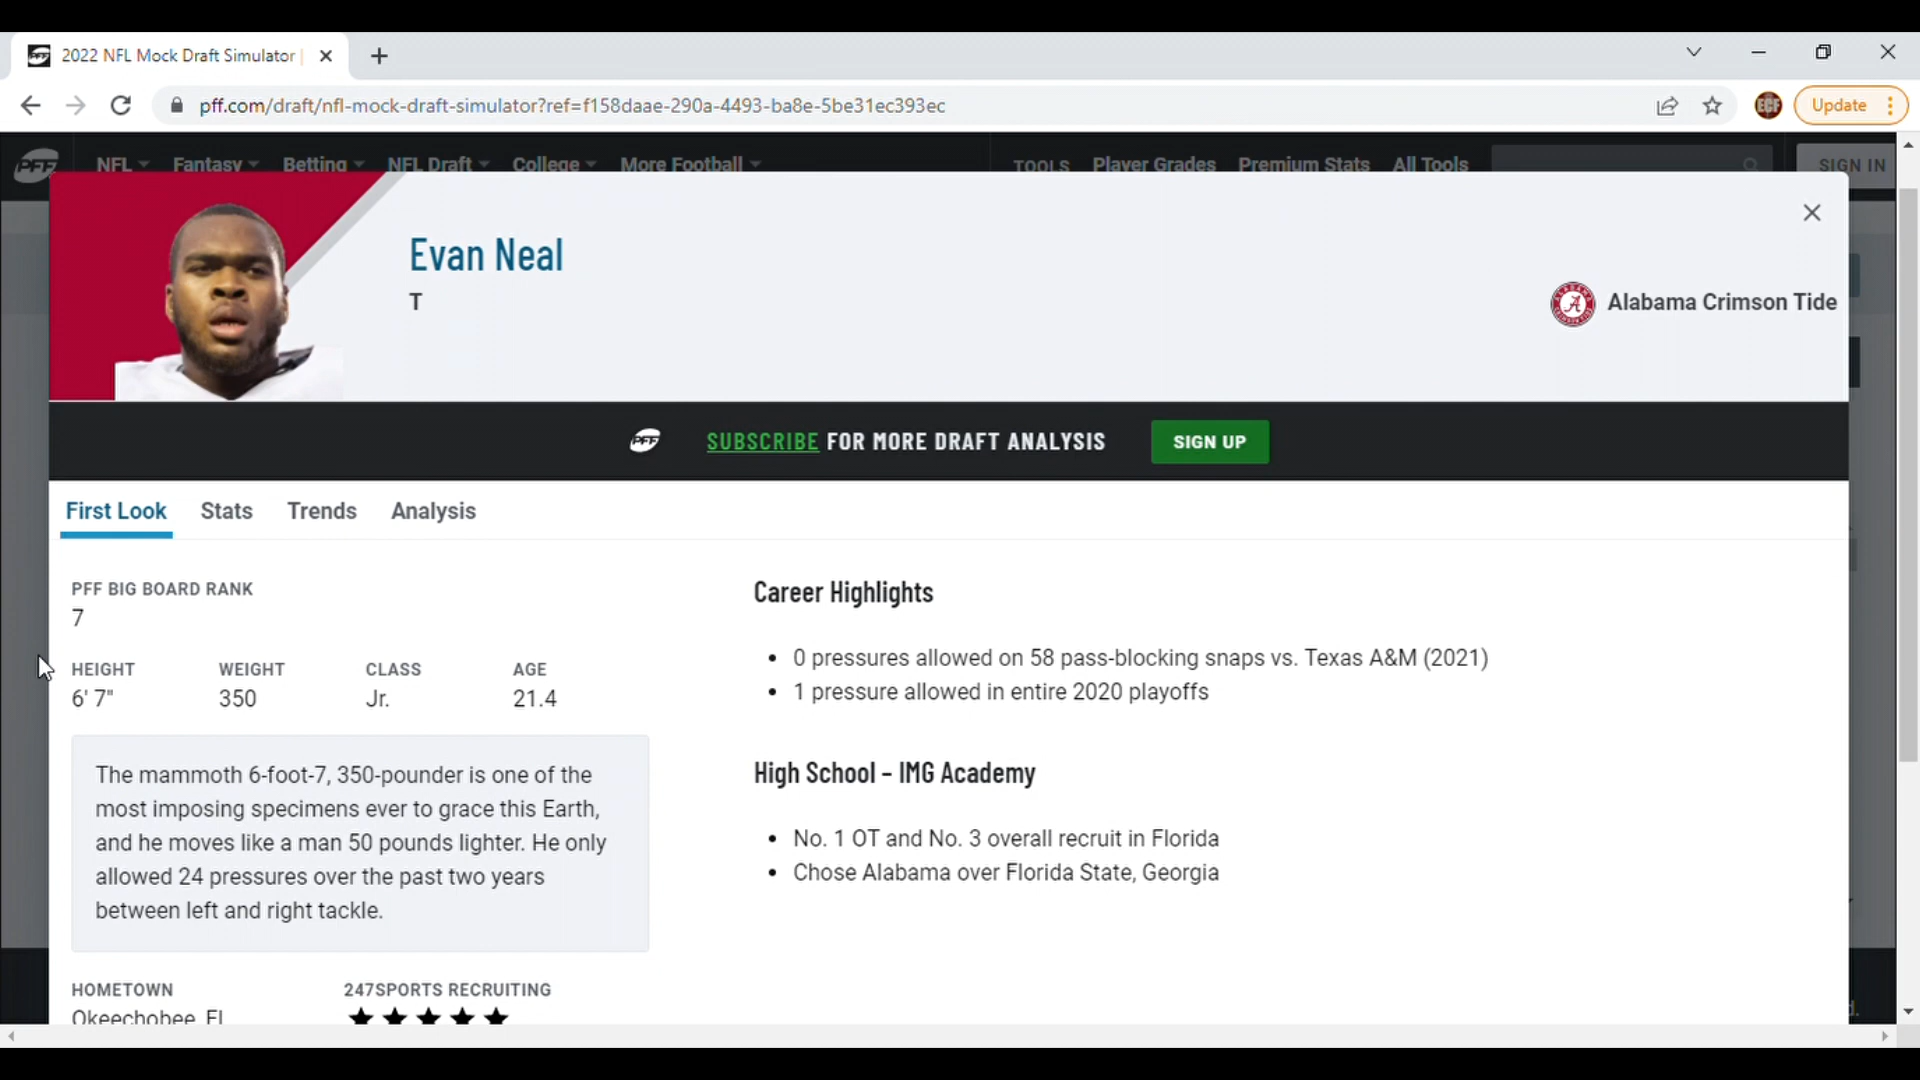 2022 NFL Mock Draft Simulator |
pff.com/draft/nfl-mock-draft-simulator?ref=f158daae-290a-4493-ba8e-5be31ec393ec
ECF
Update
PFF NFL Fantasy Betting NFL Draft College More Football TOOLS Player Grades Premium Stats All Tools SIGN IN
Evan Neal
T
Alabama Crimson Tide
PFF SUBSCRIBE FOR MORE DRAFT ANALYSIS SIGN UP
First Look Stats Trends Analysis
PFF BIG BOARD RANK
7
HEIGHT WEIGHT CLASS AGE
6' 7" 350 Jr. 21.4
The mammoth 6-foot-7, 350-pounder is one of the
most imposing specimens ever to grace this Earth,
and he moves like a man 50 pounds lighter. He only
allowed 24 pressures over the past two years
between left and right tackle.
HOMETOWN 247SPORTS RECRUITING
Okeechobee, FL
Career Highlights
• 0 pressures allowed on 58 pass-blocking snaps vs. Texas A&M (2021)
• 1 pressure allowed in entire 2020 playoffs
High School – IMG Academy
• No. 1 OT and No. 3 overall recruit in Florida
• Chose Alabama over Florida State, Georgia